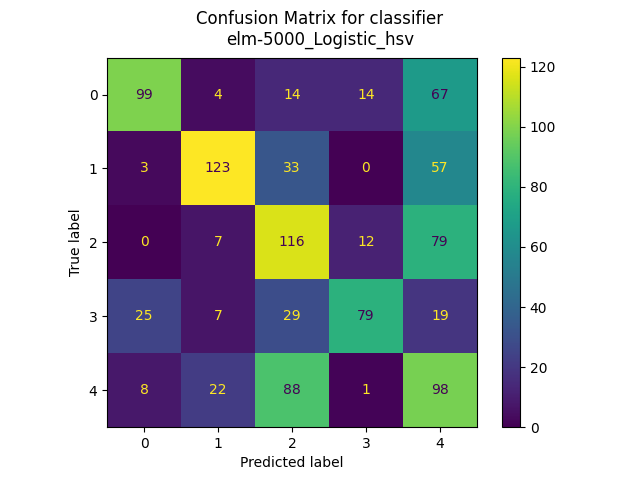 Confusion Matrix for classifier
elm-5000_Logistic_hsv
0 99 4 14 14 67
1 3 123 33 0 57
2 0 7 116 12 79
3 25 7 29 79 19
4 8 22 88 1 98
0 1 2 3 4
Predicted label
True label
120
100
80
60
40
20
0